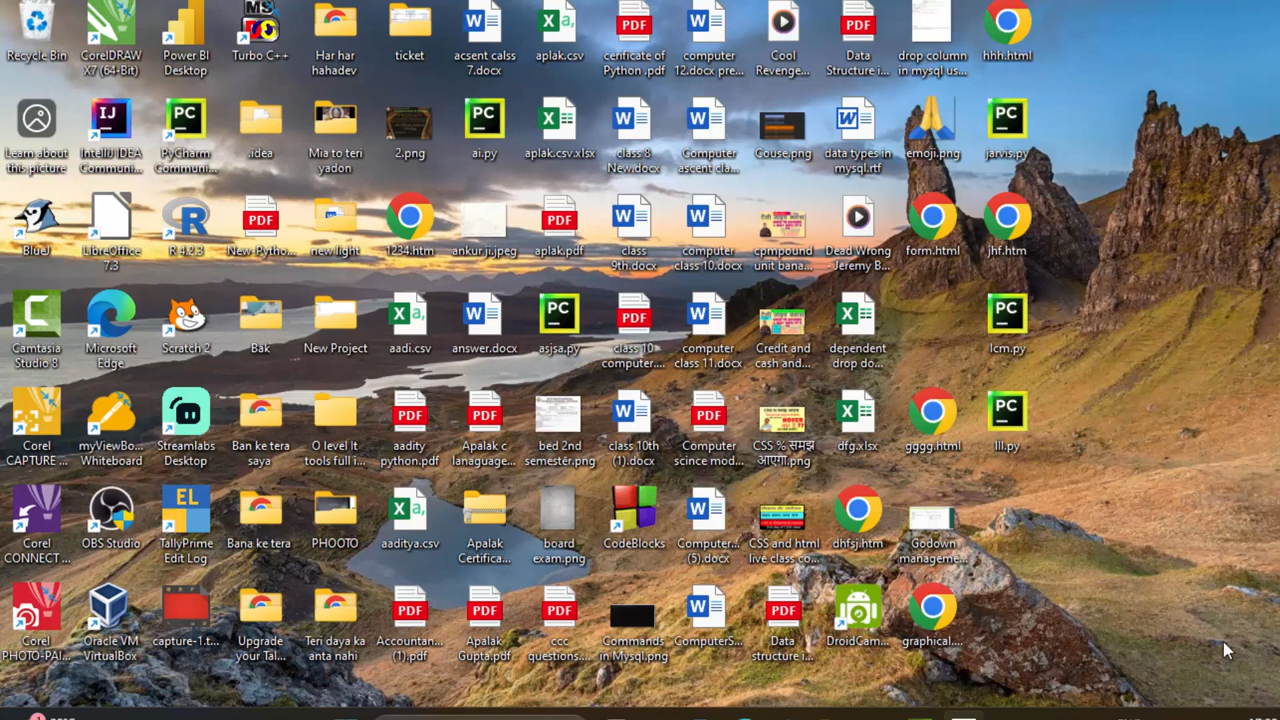 Recycle Bin
CorelDRAW
X7 (64-Bit)
Power BI
Desktop
Turbo C++
Har har
hahadev
ticket
acsent calss
7.docx
aplak.csv
cerificate of
Python .pdf
computer
12.docx pre...
Cool
Revenge...
Data
Structure i...
drop column
in mysql us...
hhh.html
Learn about
this picture
IntelliJ IDEA
Communi...
PyCharm
Communi...
.idea
Mia to teri
yadon
2.png
ai.py
aplak.csv.xlsx
class 8
New.docx
Computer
ascent cla...
Couse.png
data types in
mysql.rtf
emoji.png
jarvis.py
BlueJ
LibreOffice
7.3
R 4.2.3
New Pytho...
new light
1234.htm
ankur ji.jpeg
aplak.pdf
class
9th.docx
computer
class 10.docx
cpmpound
unit bana...
Dead Wrong
- Jeremy B...
form.html
jhf.htm
Camtasia
Studio 8
Microsoft
Edge
Scratch 2
Bak
New Project
aadi.csv
answer.docx
asjsa.py
class 10
computer....
computer
class 11.docx
Credit and
cash and...
dependent
drop do...
lcm.py
Corel
CAPTURE ...
myViewBo...
Whiteboard
Streamlabs
Desktop
Ban ke tera
saya
O level It
tools full i...
aadity
python.pdf
Apalak c
lanaguage...
bed 2nd
semester.png
class 10th
(1).docx
Computer
scince mod...
CSS % समझ
आएगा.png
dfg.xlsx
gggg.html
lll.py
Corel
CONNECT ...
OBS Studio
TallyPrime
Edit Log
Bana ke tera
PHOOTO
aaditya.csv
Apalak
Certifica...
board
exam.png
CodeBlocks
Computer...
(5).docx
CSS and html
live class co...
dhfsj.htm
Godown
manageme...
Corel
PHOTO-PAI...
Oracle VM
VirtualBox
capture-1.t...
Upgrade
your Tal...
Teri daya ka
anta nahi
Accountan...
(1).pdf
Apalak
Gupta.pdf
ccc
questions....
Commands
in Mysql.png
ComputerS...
Data
structure i...
DroidCam...
graphical....